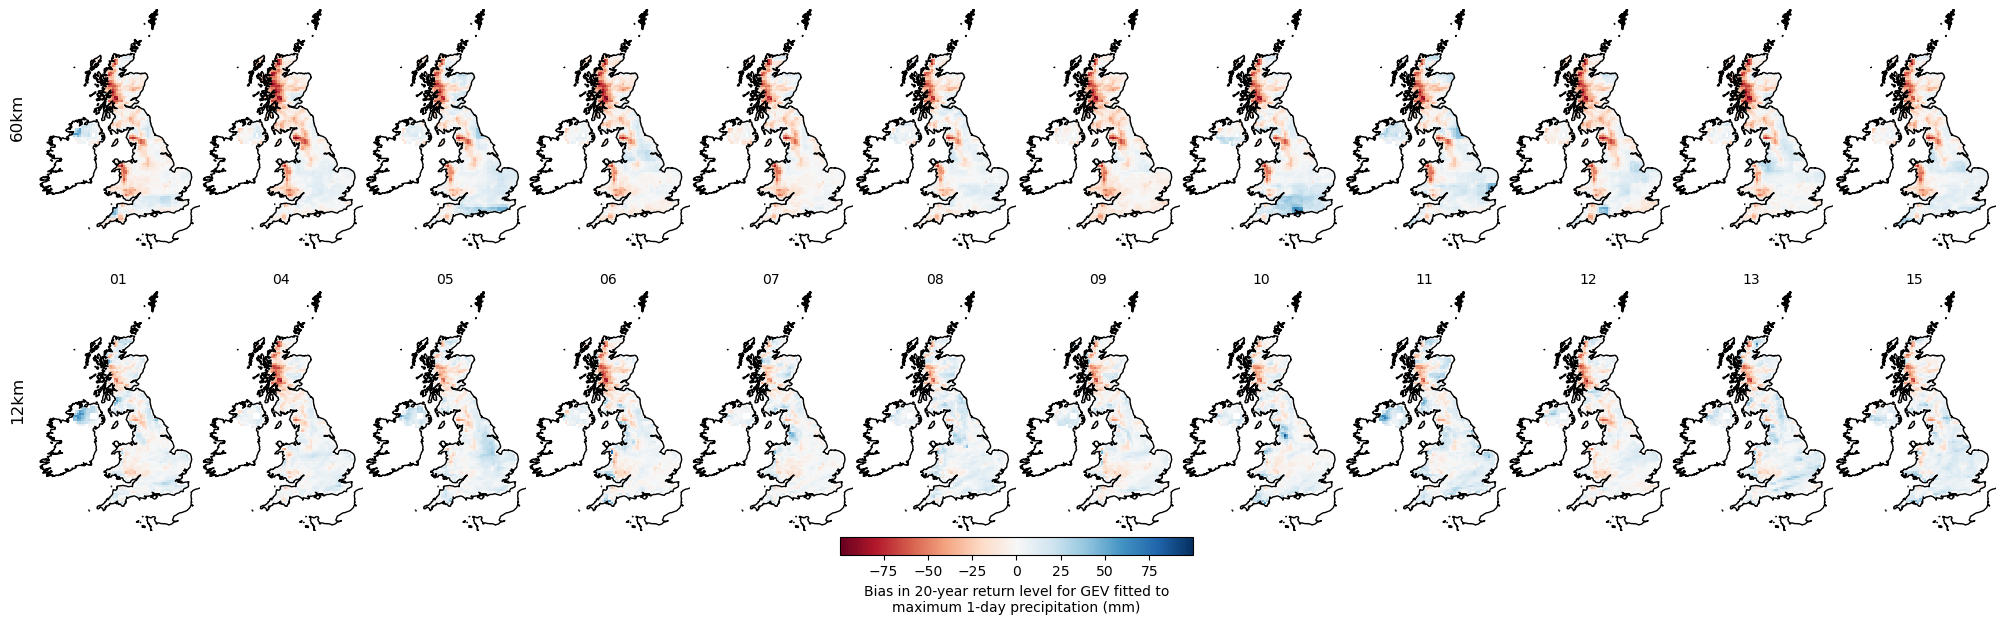 60km
01 04 05 06 07 08 09 10 11 12 13 15
12km
−75 −50 −25 0 25 50 75
Bias in 20-year return level for GEV fitted to
maximum 1-day precipitation (mm)